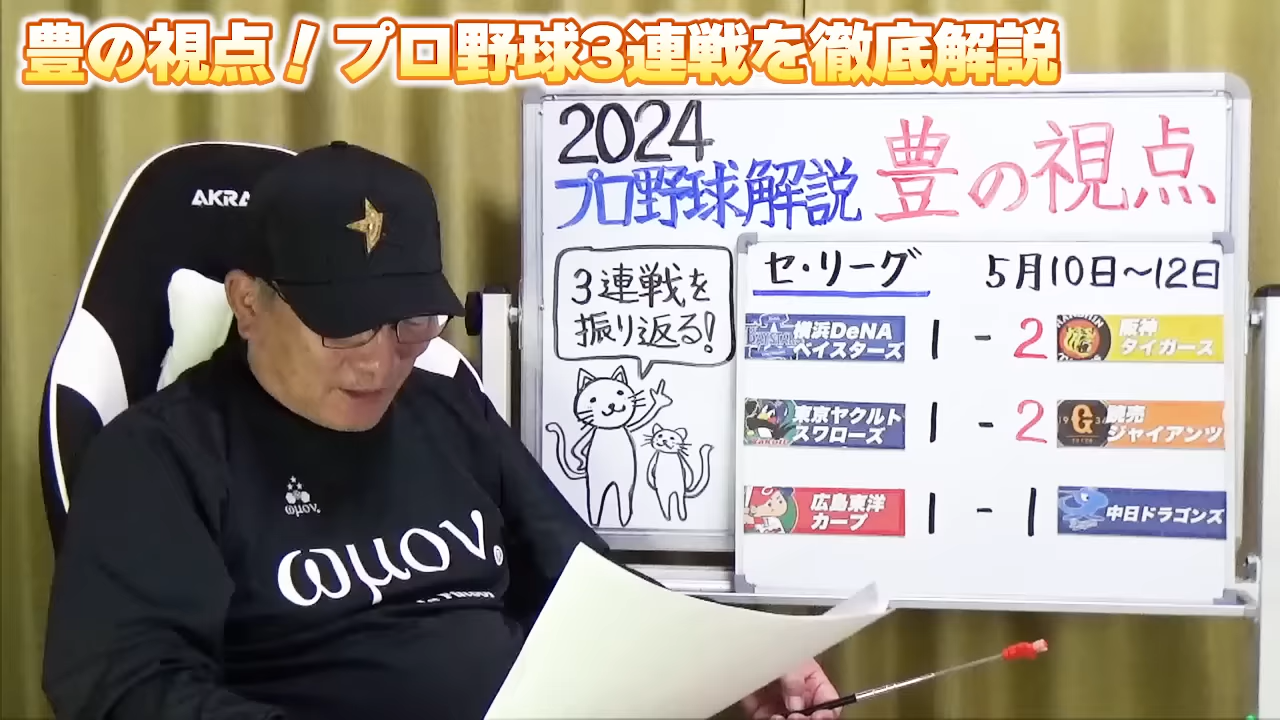 豊の視点！プロ野球3連戦を徹底解説
AKRA
2024
プロ野球解説 豊の視点
3連戦を
振り返る!
セ・リーグ 5月10日〜12日
横浜DeNA
ベイスターズ
1 - 2
阪神
タイガース
東京ヤクルト
スワローズ
1 - 2
読売
ジャイアンツ
広島東洋
カープ
1 - 1
中日ドラゴンズ
ωμον
ωμον